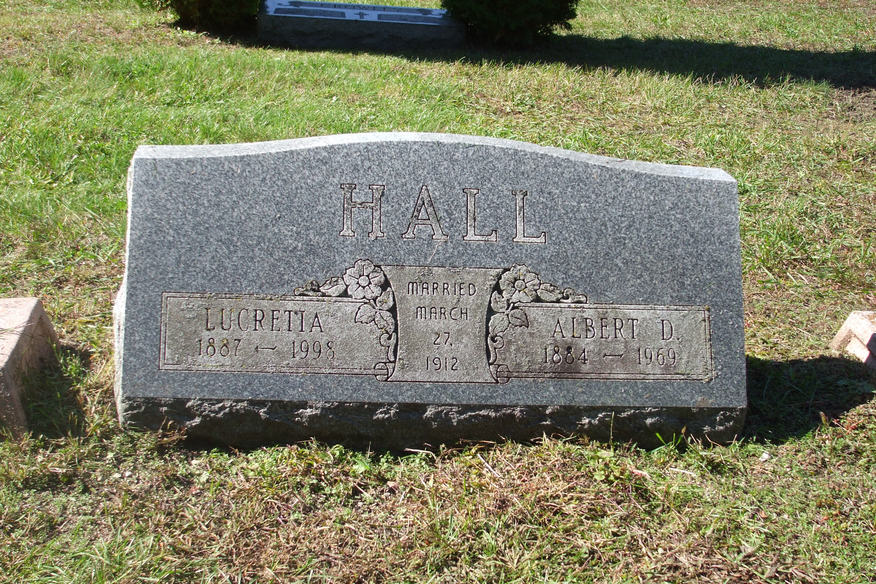 HALL
MARRIED
MARCH
27,
1912
LUCRETIA
1887 – 1998
ALBERT D.
1884 – 1969